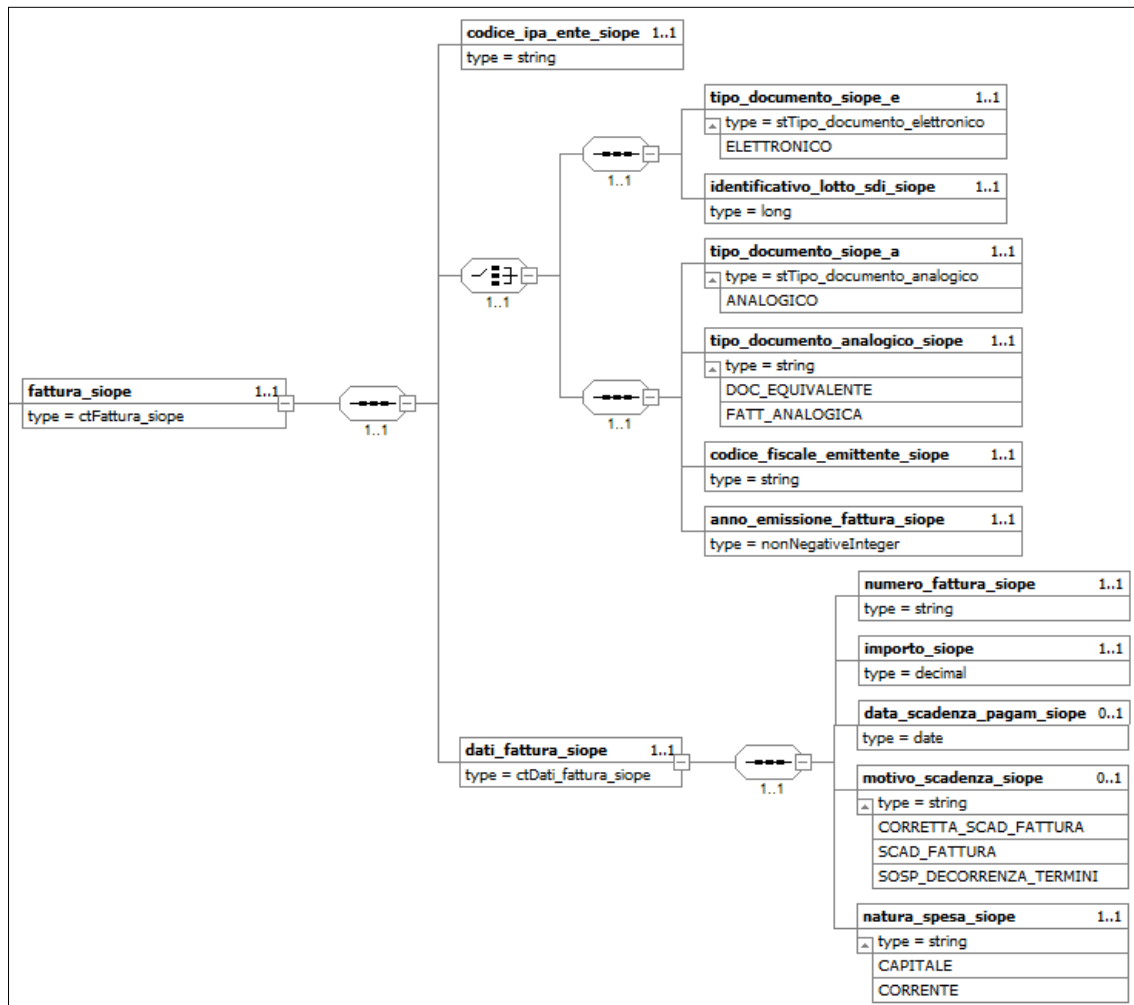 codice_ipa_ente_siope 1..1
type = string
tipo_documento_siope_e 1..1
type = stTipo_documento_elettronico
ELETTRONICO
1..1
identificativo_lotto_sdi_siope 1..1
type = long
tipo_documento_siope_a 1..1
type = stTipo_documento_analogico
ANALOGICO
1..1
tipo_documento_analogico_siope 1..1
type = string
DOC_EQUIVALENTE
FATT_ANALOGICA
1..1
fattura_siope 1..1
type = ctFattura_siope
1..1
codice_fiscale_emittente_siope 1..1
type = string
anno_emissione_fattura_siope 1..1
type = nonNegativeInteger
numero_fattura_siope 1..1
type = string
importo_siope 1..1
type = decimal
data_scadenza_pagam_siope 0..1
type = date
dati_fattura_siope 1..1
type = ctDati_fattura_siope
1..1
motivo_scadenza_siope 0..1
type = string
CORRETTA_SCAD_FATTURA
SCAD_FATTURA
SOSP_DECORRENZA_TERMINI
natura_spesa_siope 1..1
type = string
CAPITALE
CORRENTE